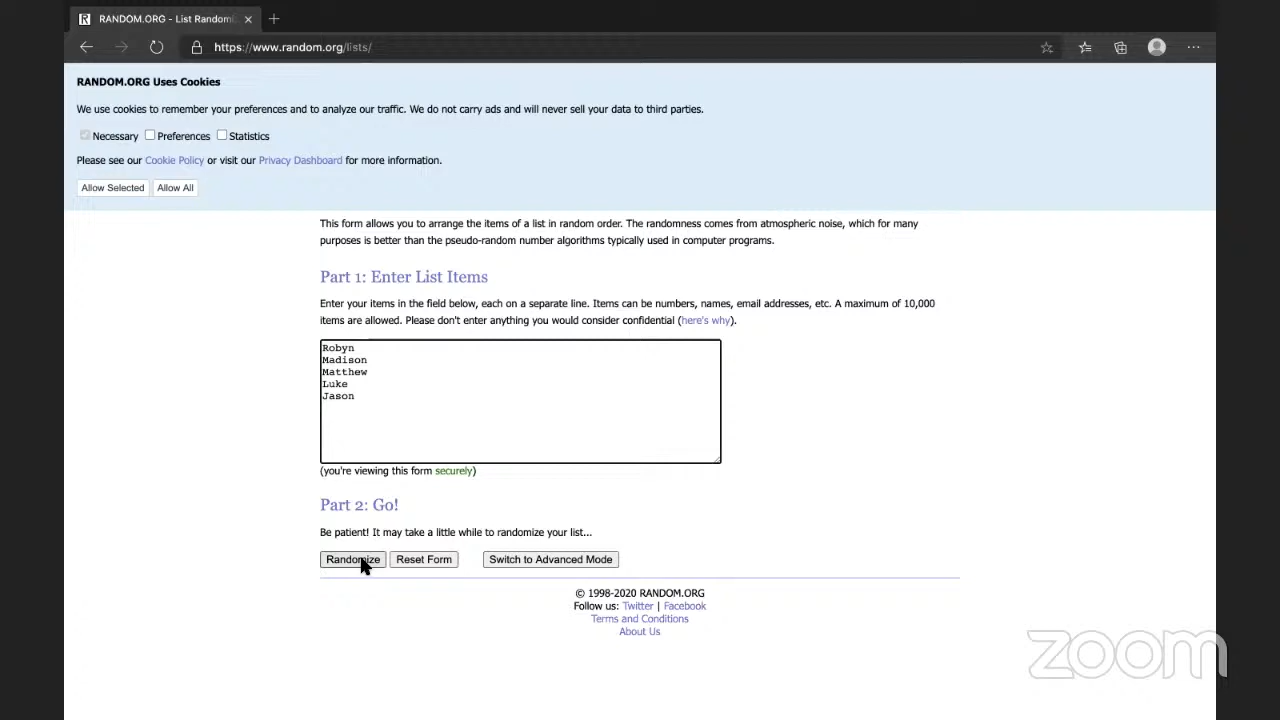 RANDOM.ORG - List Randomi
https://www.random.org/lists/
RANDOM.ORG Uses Cookies
We use cookies to remember your preferences and to analyze our traffic. We do not carry ads and will never sell your data to third parties.
Necessary Preferences Statistics
Please see our Cookie Policy or visit our Privacy Dashboard for more information.
Allow Selected Allow All
This form allows you to arrange the items of a list in random order. The randomness comes from atmospheric noise, which for many
purposes is better than the pseudo-random number algorithms typically used in computer programs.
Part 1: Enter List Items
Enter your items in the field below, each on a separate line. Items can be numbers, names, email addresses, etc. A maximum of 10,000
items are allowed. Please don't enter anything you would consider confidential (here's why).
Robyn
Madison
Matthew
Luke
Jason
(you're viewing this form securely)
Part 2: Go!
Be patient! It may take a little while to randomize your list...
Randomize Reset Form Switch to Advanced Mode
© 1998-2020 RANDOM.ORG
Follow us: Twitter | Facebook
Terms and Conditions
About Us
zoom